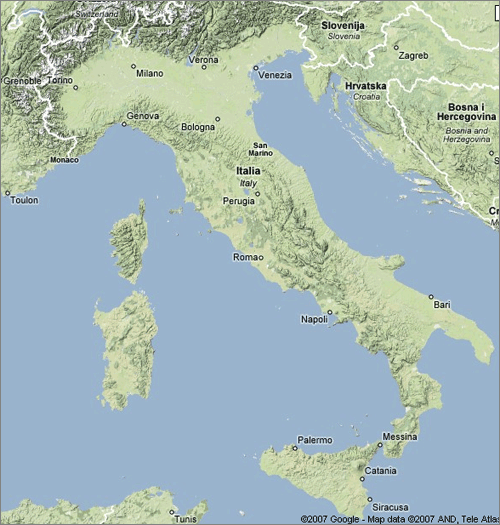 Switzerland
Slovenija
Slovenia
Zagreb
Verona
Milano
Venezia
Grenoble
Torino
Hrvatska
Croatia
Bosna i
Hercegovina
Bosnia and
Herzegovina
Genova
Bologna
San
Marino
Monaco
Italia
Italy
Toulon
Perugia
Roma
Bari
Napoli
Messina
Palermo
Catania
Siracusa
Tunis
©2007 Google - Map data ©2007 AND, Tele Atlas